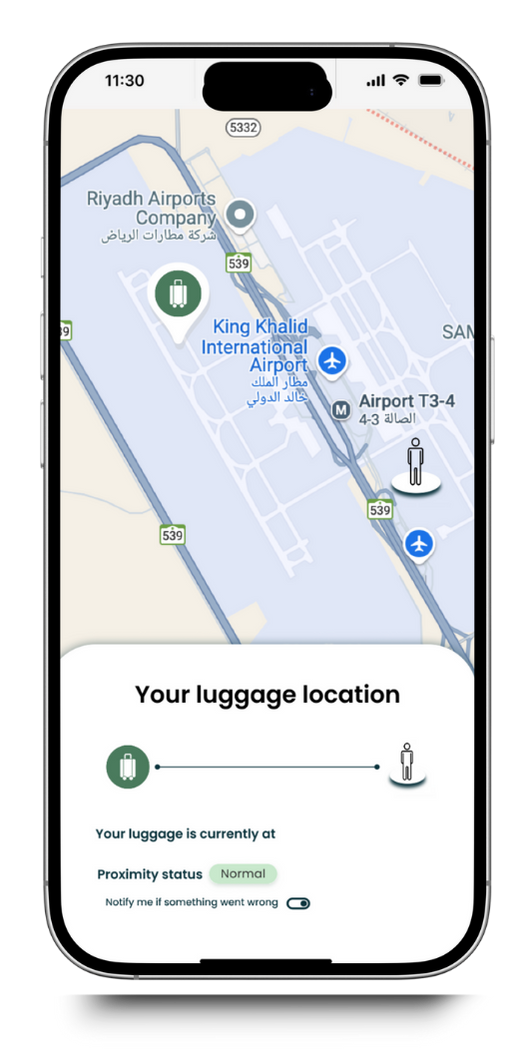 11:30
5332
Riyadh Airports
Company
شركة مطارات الرياض
539
King Khalid
International
Airport
مطار الملك
خالد الدولي
39
SAN
M
Airport T3-4
الصالة 3-4
539
539
Your luggage location
Your luggage is currently at
Proximity status Normal
Notify me if something went wrong